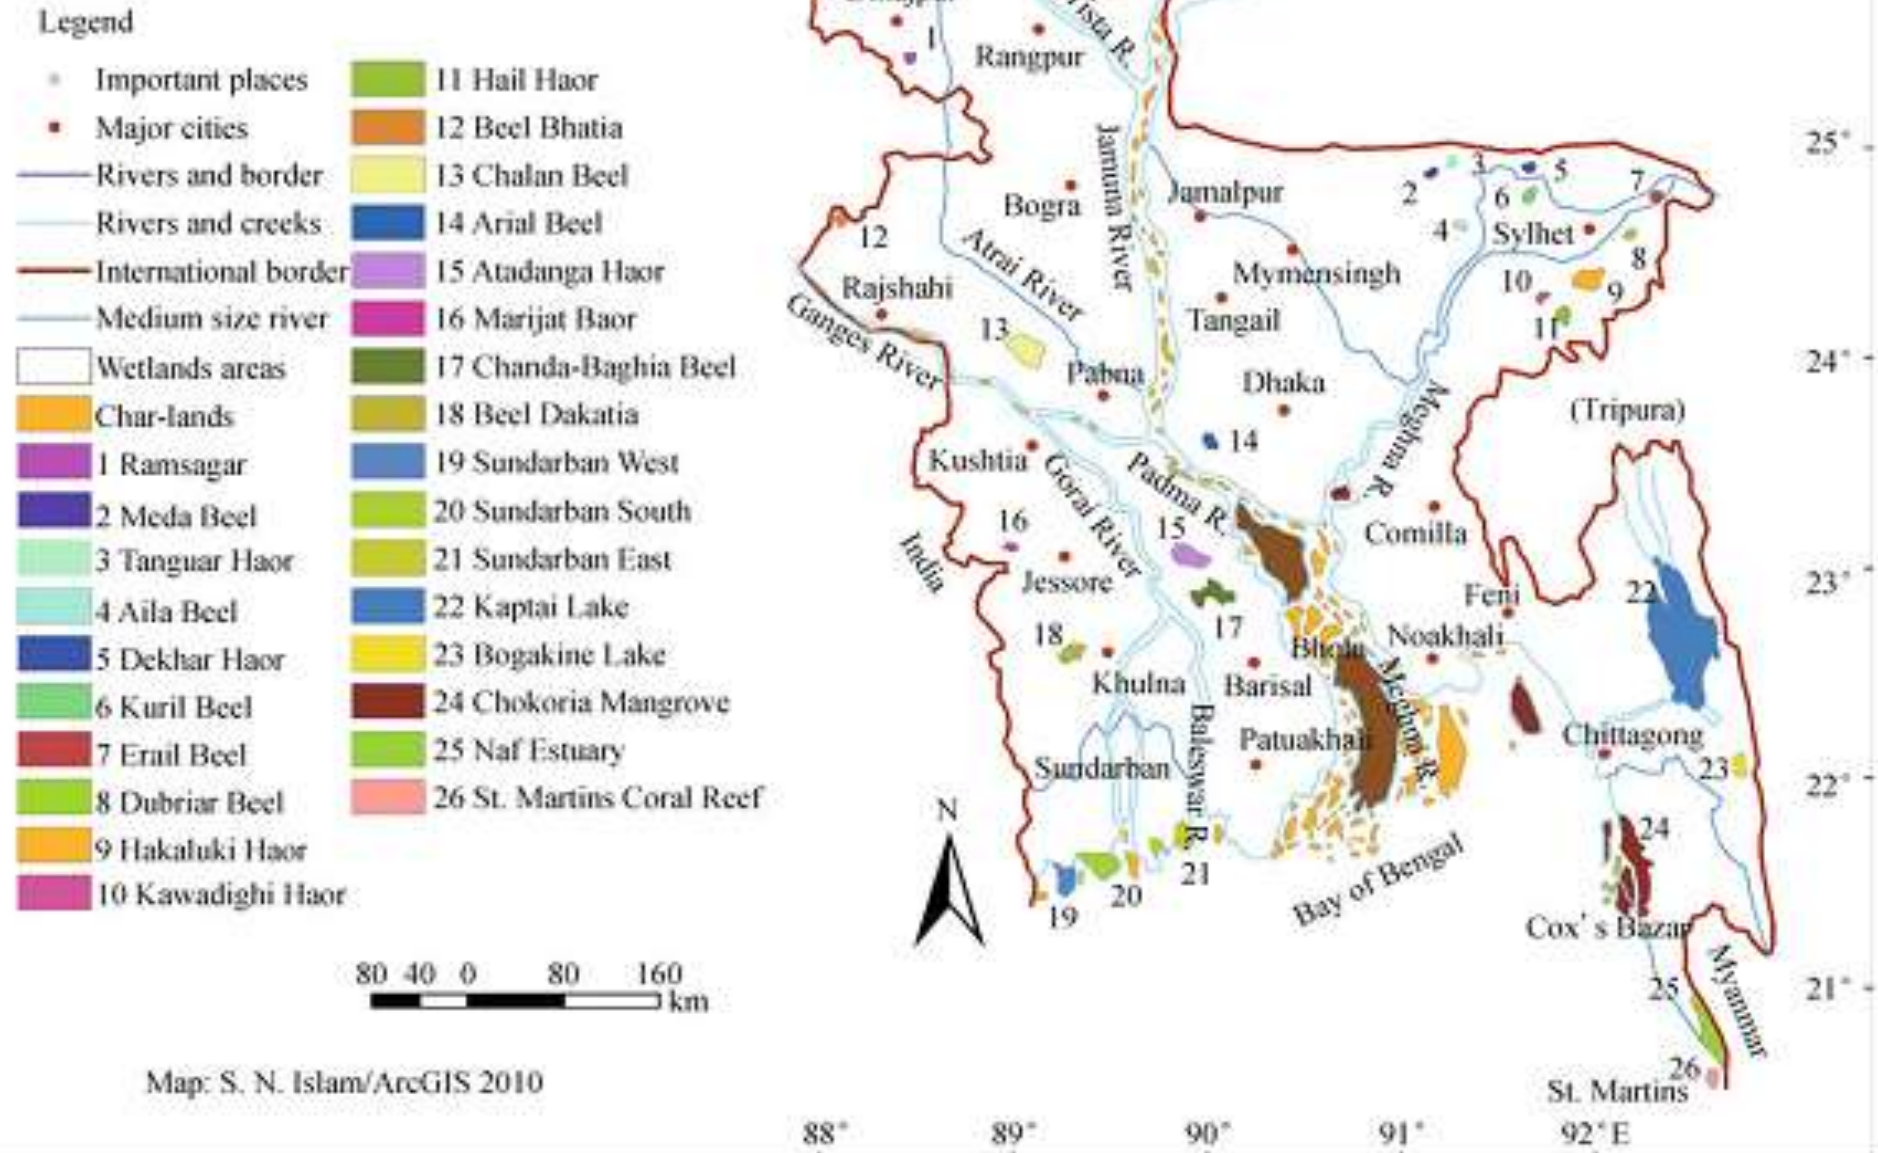 Legend
Important places
Major cities
Rivers and border
Rivers and creeks
International border
Medium size river
Wetlands areas
Char-lands
1 Ramsagar
2 Meda Beel
3 Tanguar Haor
4 Aila Beel
5 Dekhar Haor
6 Kuril Beel
7 Erail Beel
8 Dubriar Beel
9 Hakaluki Haor
10 Kawadighi Haor
11 Hail Haor
12 Beel Bhatia
13 Chalan Beel
14 Arial Beel
15 Atadanga Haor
16 Marijat Baor
17 Chanda-Baghia Beel
18 Beel Dakatia
19 Sundarban West
20 Sundarban South
21 Sundarban East
22 Kaptai Lake
23 Bogakine Lake
24 Chokoria Mangrove
25 Naf Estuary
26 St. Martins Coral Reef
80 40 0 80 160
km
Map: S. N. Islam/ArcGIS 2010
N
1
Rangpur
R.
Jamuna River
Bogra
Jamalpur
2
3
5
7
6
4
Sylhet
8
12
Atrai River
Mymensingh
10
9
Rajshahi
Ganges River
13
Tangail
11
Pabna
Dhaka
Meghna R.
(Tripura)
14
Kushtia
Gorai River
Padma R.
16
15
Comilla
India
Jessore
Feni
22
18
17
Bhola
Noakhali
Khulna
Barisal
Meghna R.
Baleswar R.
Patuakhali
Chittagong
Sundarban
23
24
21
20
19
Bay of Bengal
Cox's Bazar
Myanmar
25
26
St. Martins
25°
24°
23°
22°
21°
88° 89° 90° 91° 92°E